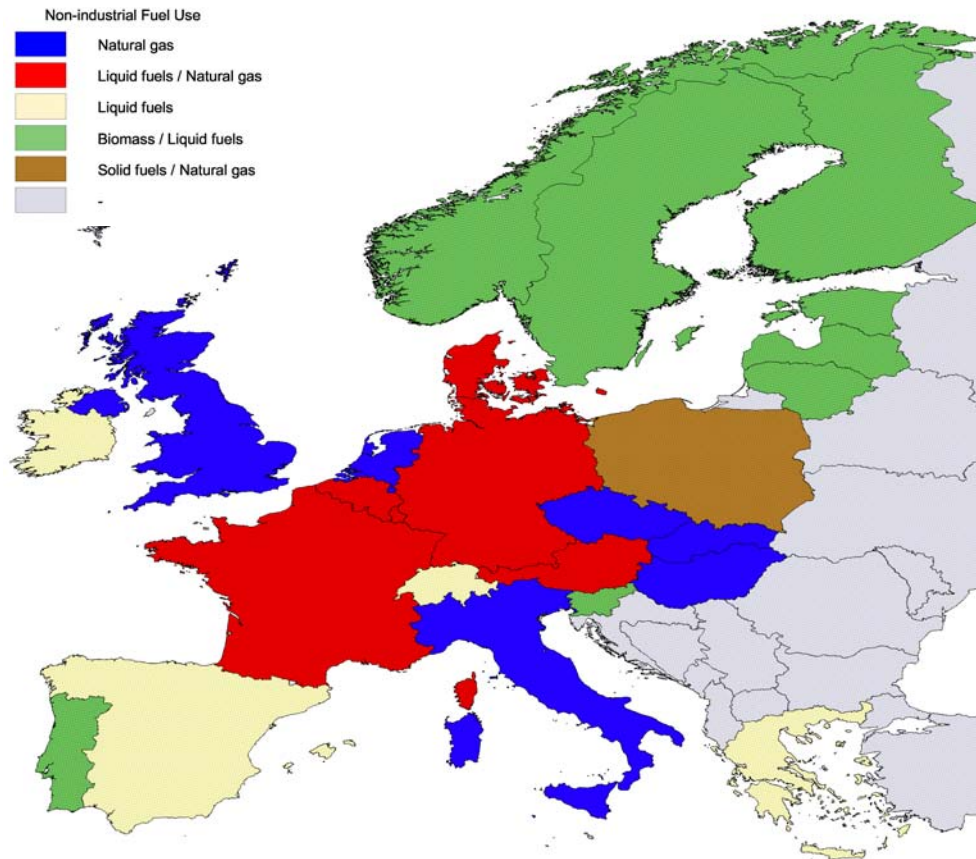 Non-industrial Fuel Use
Natural gas
Liquid fuels / Natural gas
Liquid fuels
Biomass / Liquid fuels
Solid fuels / Natural gas
-